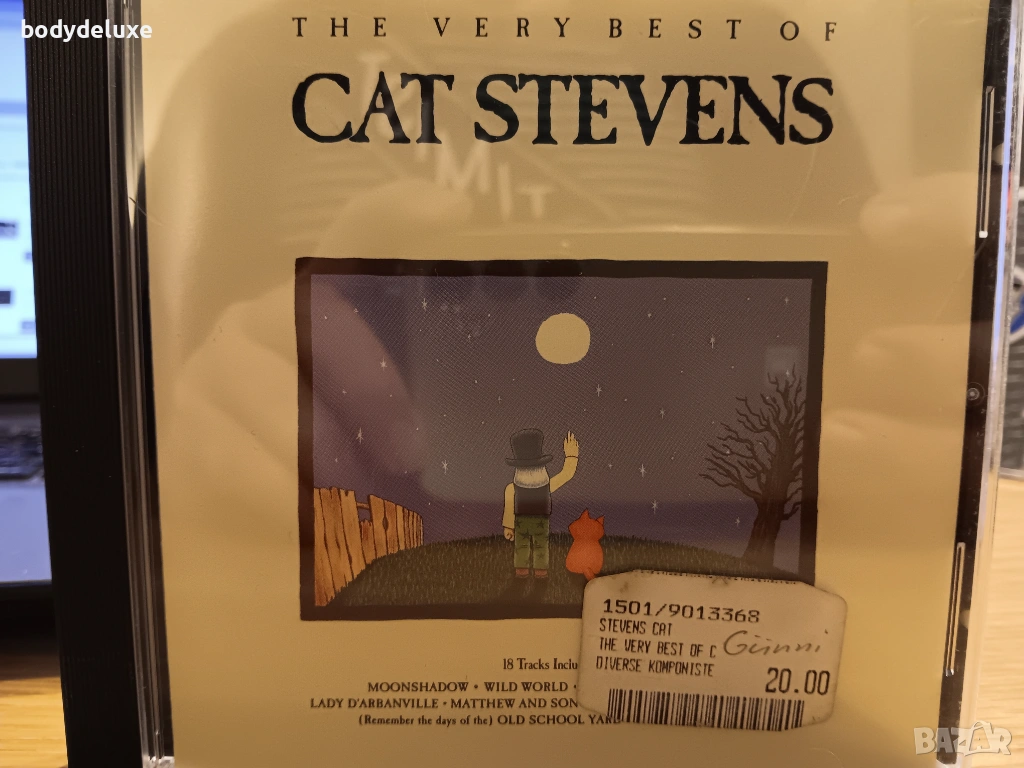 bodydeluxe
THE VERY BEST OF
CAT STEVENS
18 Tracks Inclu
MOONSHADOW • WILD WORLD •
LADY D'ARBANVILLE • MATTHEW AND SON
(Remember the days of the) OLD SCHOOL YARD
1501/9013368
STEVENS CAT
THE VERY BEST OF C
Günni
DIVERSE KOMPONISTE
20.00
BAZAR